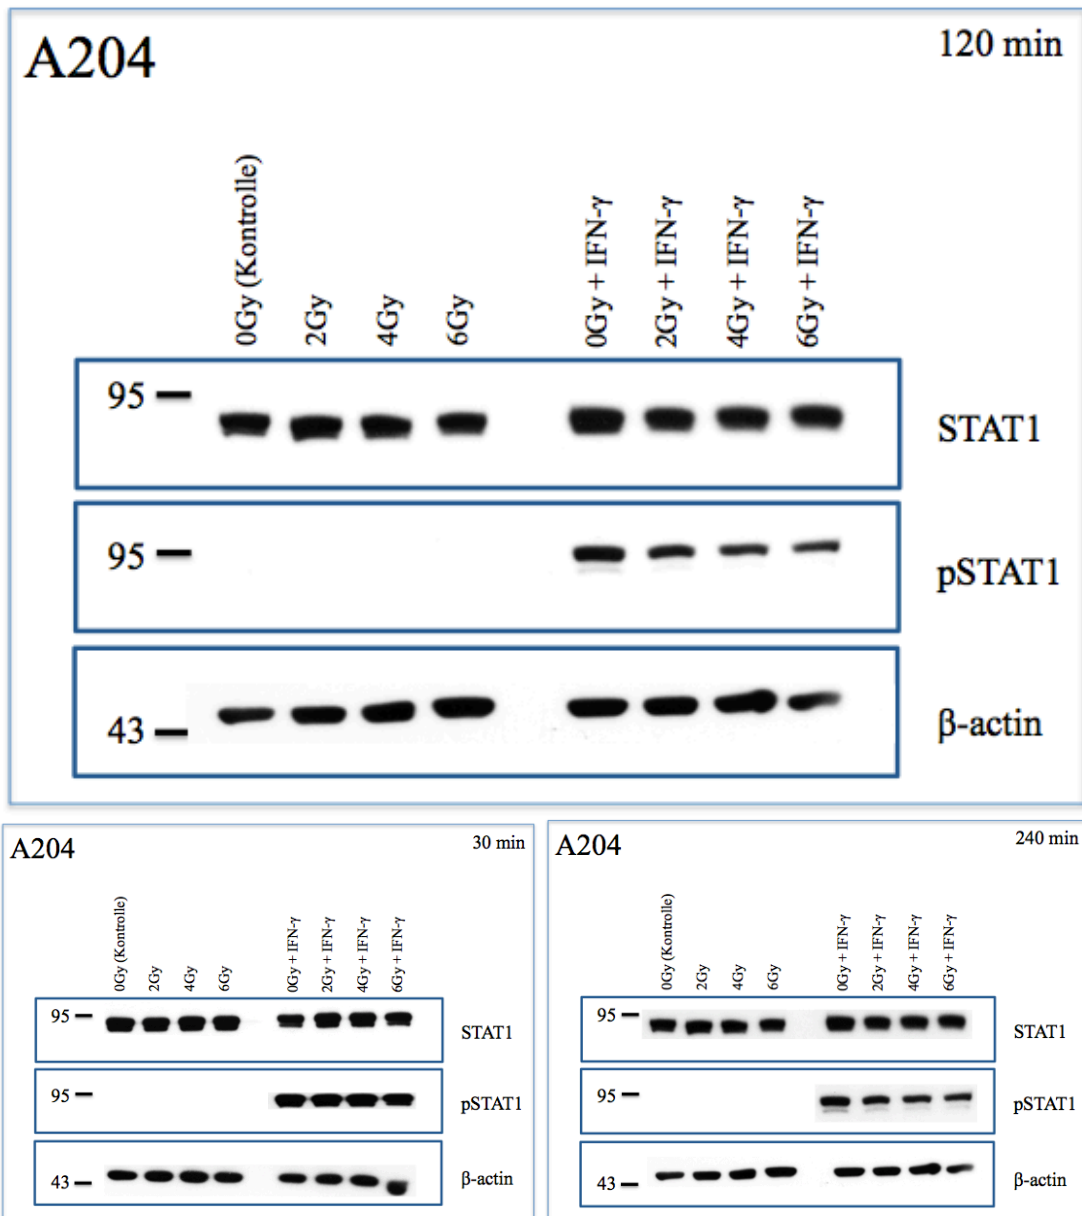 A204
120 min
0Gy (Kontrolle)
2Gy
4Gy
6Gy
0Gy + IFN-γ
2Gy + IFN-γ
4Gy + IFN-γ
6Gy + IFN-γ
95
STAT1
95
pSTAT1
43
β-actin
A204
30 min
0Gy (Kontrolle)
2Gy
4Gy
6Gy
0Gy + IFN-γ
2Gy + IFN-γ
4Gy + IFN-γ
6Gy + IFN-γ
95
STAT1
95
pSTAT1
43
β-actin
A204
240 min
0Gy (Kontrolle)
2Gy
4Gy
6Gy
0Gy + IFN-γ
2Gy + IFN-γ
4Gy + IFN-γ
6Gy + IFN-γ
95
STAT1
95
pSTAT1
43
β-actin